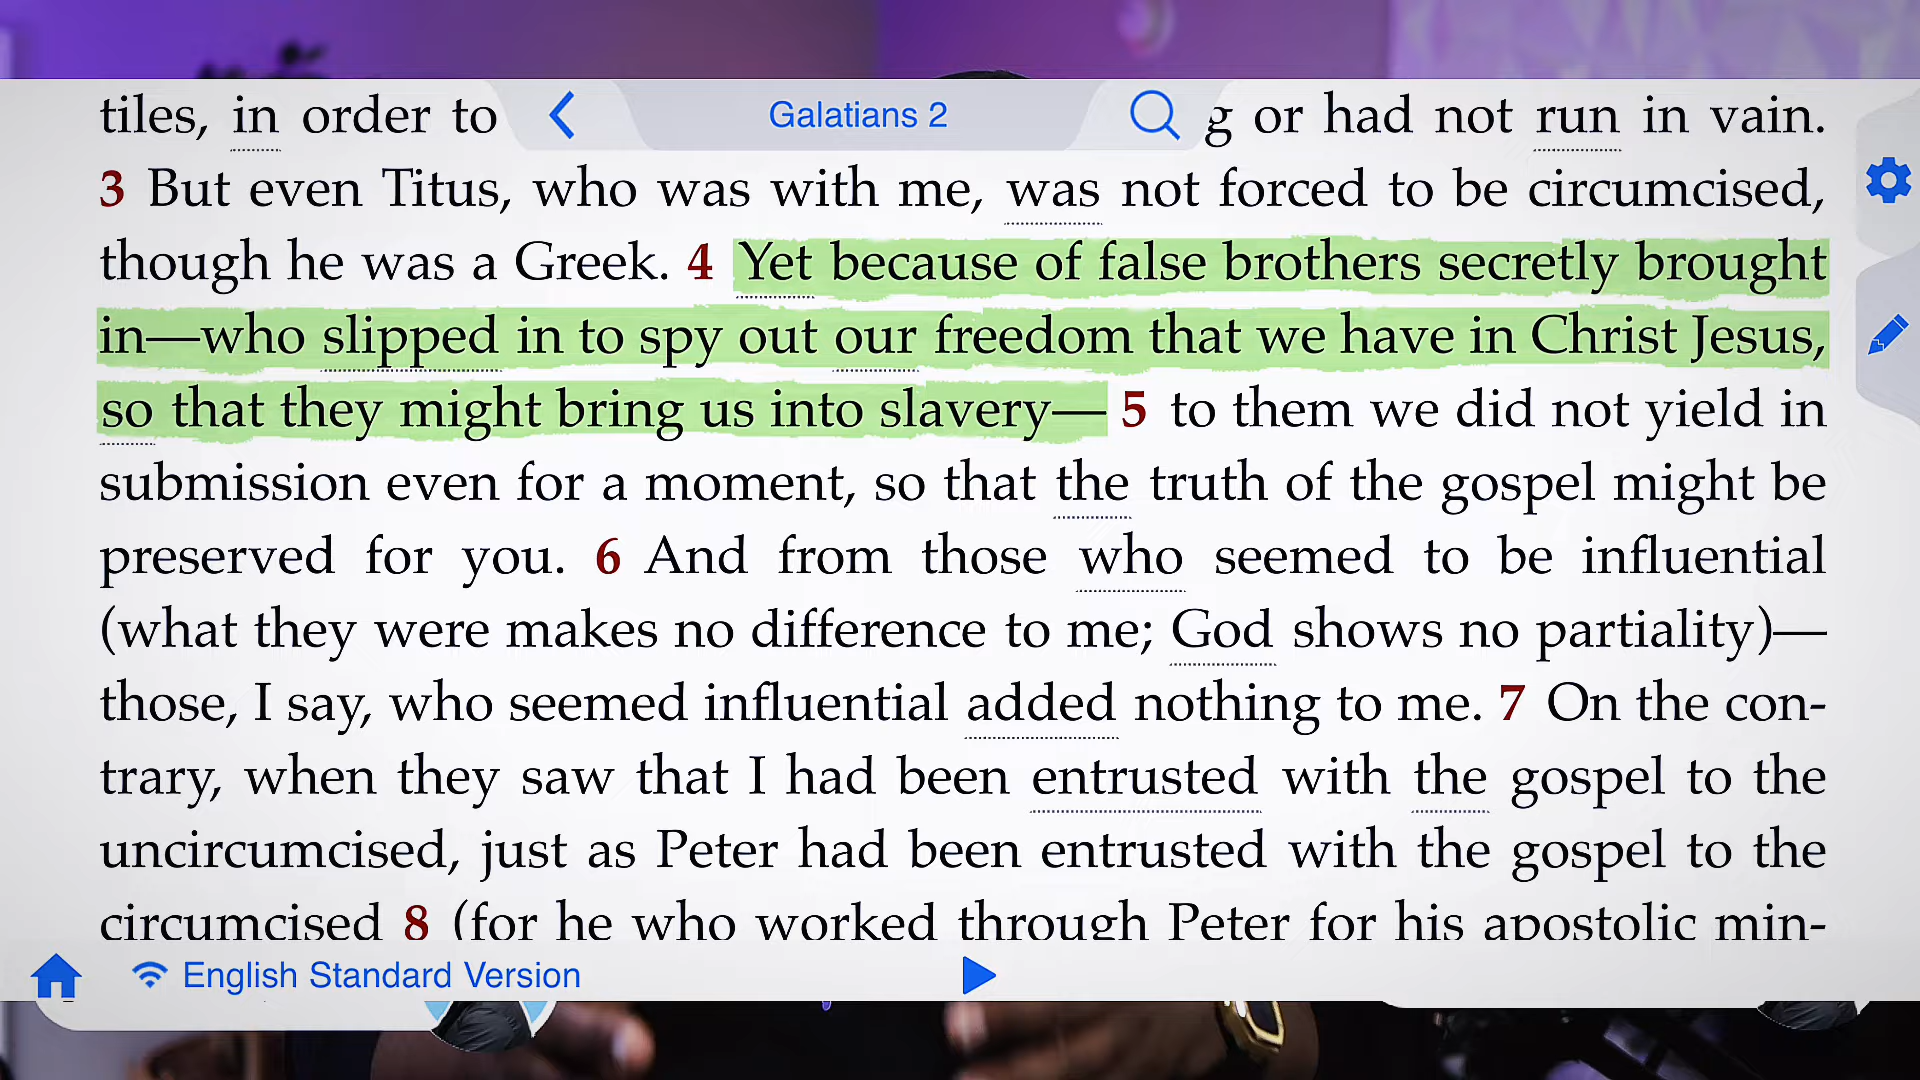 tiles, in order to
Galatians 2
g or had not run in vain.
3 But even Titus, who was with me, was not forced to be circumcised,
though he was a Greek. 4 Yet because of false brothers secretly brought
in—who slipped in to spy out our freedom that we have in Christ Jesus,
so that they might bring us into slavery— 5 to them we did not yield in
submission even for a moment, so that the truth of the gospel might be
preserved for you. 6 And from those who seemed to be influential
(what they were makes no difference to me; God shows no partiality)—
those, I say, who seemed influential added nothing to me. 7 On the con-
trary, when they saw that I had been entrusted with the gospel to the
uncircumcised, just as Peter had been entrusted with the gospel to the
circumcised 8 (for he who worked through Peter for his apostolic min-
English Standard Version